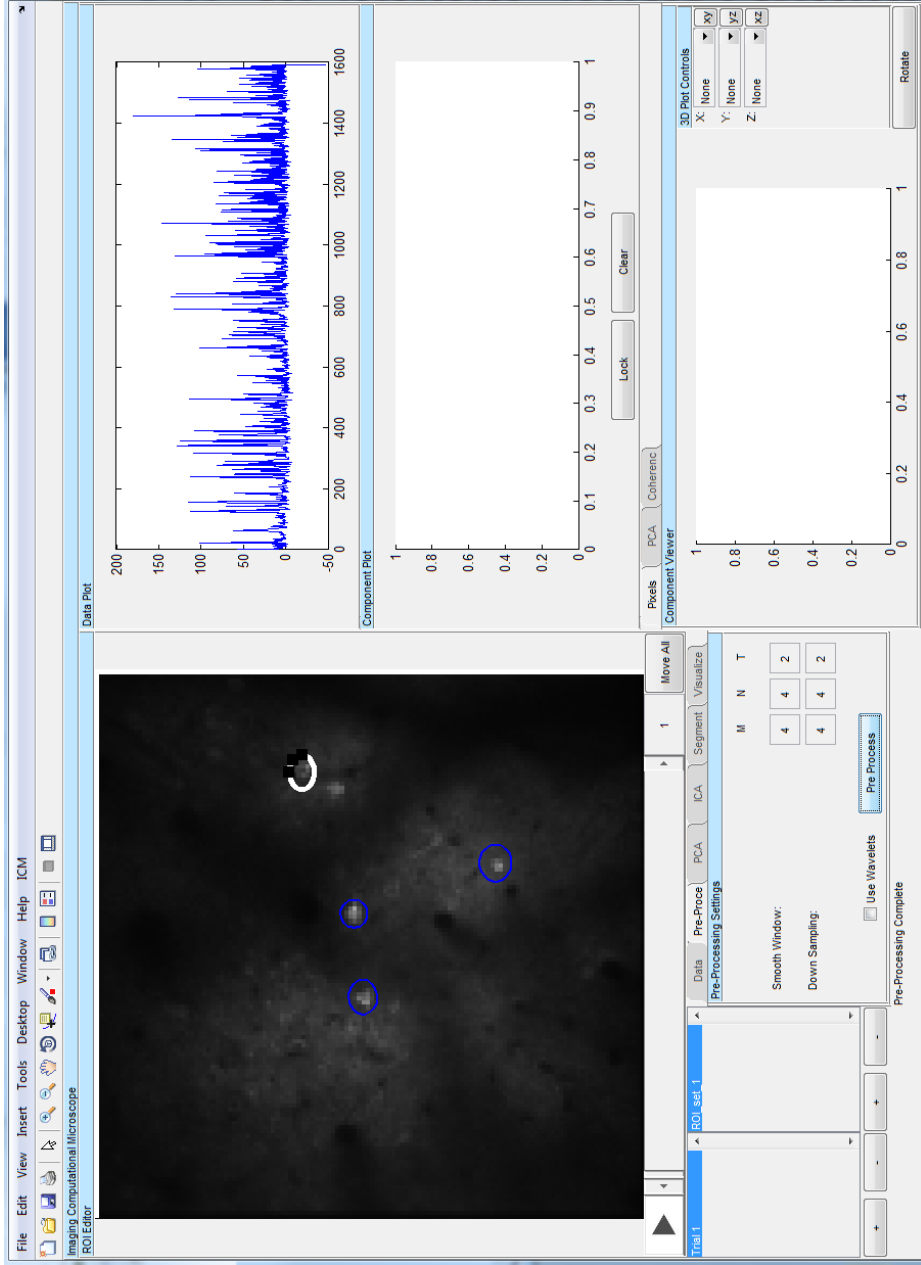 File Edit View Insert Tools Desktop Window Help ICM
Imaging Computational Microscope
ROI Editor
Move All
1
Trial 1
ROI_set_1
+ - + -
Data Pre-Proce PCA ICA Segment Visualize
Pre-Processing Settings
M N T
Smooth Window: 4 4 2
Down Sampling: 4 4 2
Use Wavelets Pre Process
Pre-Processing Complete
Data Plot
200
150
100
50
0
-50
0 200 400 600 800 1000 1200 1400 1600
Component Plot
1
0.8
0.6
0.4
0.2
0
0 0.1 0.2 0.3 0.4 0.5 0.6 0.7 0.8 0.9 1
Lock Clear
Pixels PCA Coherenc
Component Viewer
1
0.8
0.6
0.4
0.2
0
0 0.2 0.4 0.6 0.8 1
3D Plot Controls
X: None xy
Y: None yz
Z: None xz
Rotate